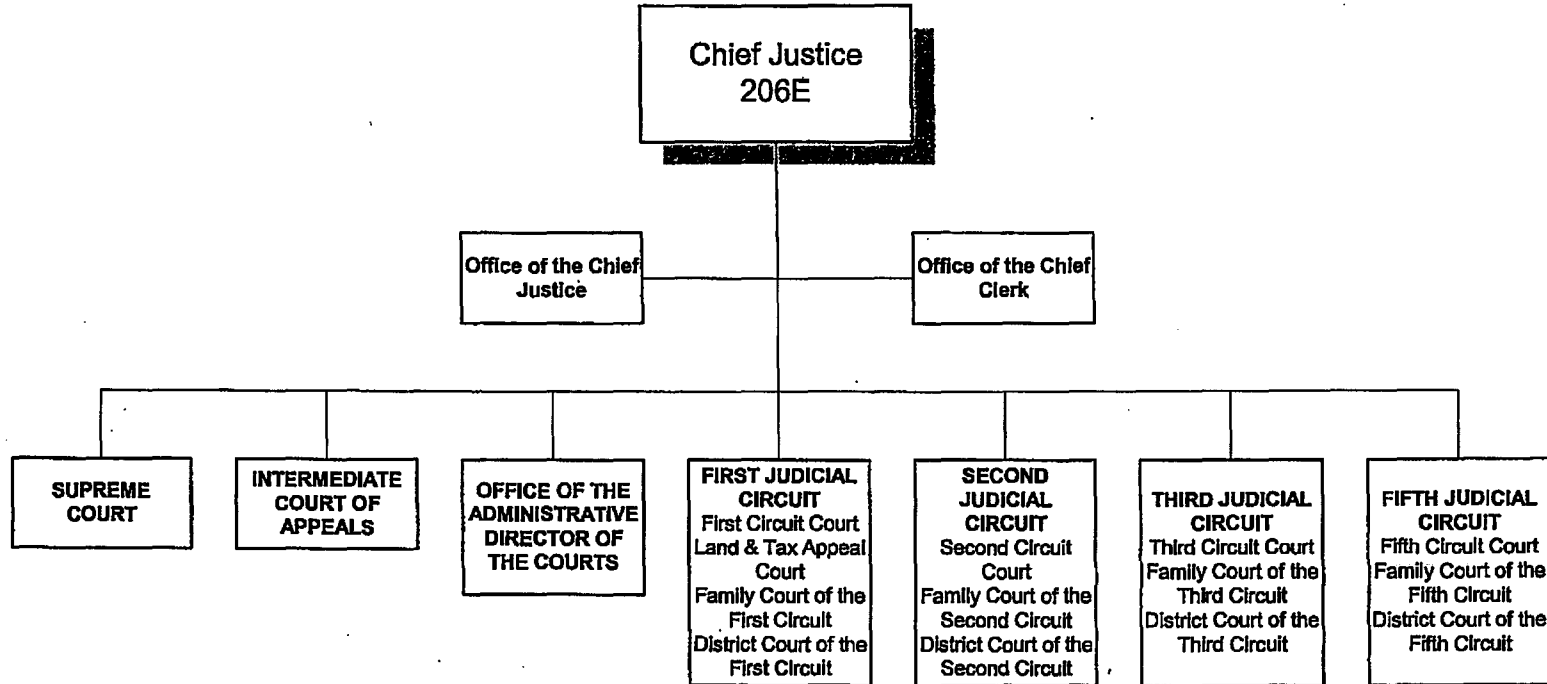 Chief Justice
206E
Office of the Chief
Justice
Office of the Chief
Clerk
SUPREME
COURT
INTERMEDIATE
COURT OF
APPEALS
OFFICE OF THE
ADMINISTRATIVE
DIRECTOR OF
THE COURTS
FIRST JUDICIAL
CIRCUIT
First Circuit Court
Land & Tax Appeal
Court
Family Court of the
First Circuit
District Court of the
First Circuit
SECOND
JUDICIAL
CIRCUIT
Second Circuit
Court
Family Court of the
Second Circuit
District Court of the
Second Circuit
THIRD JUDICIAL
CIRCUIT
Third Circuit Court
Family Court of the
Third Circuit
District Court of the
Third Circuit
FIFTH JUDICIAL
CIRCUIT
Fifth Circuit Court
Family Court of the
Fifth Circuit
District Court of the
Fifth Circuit